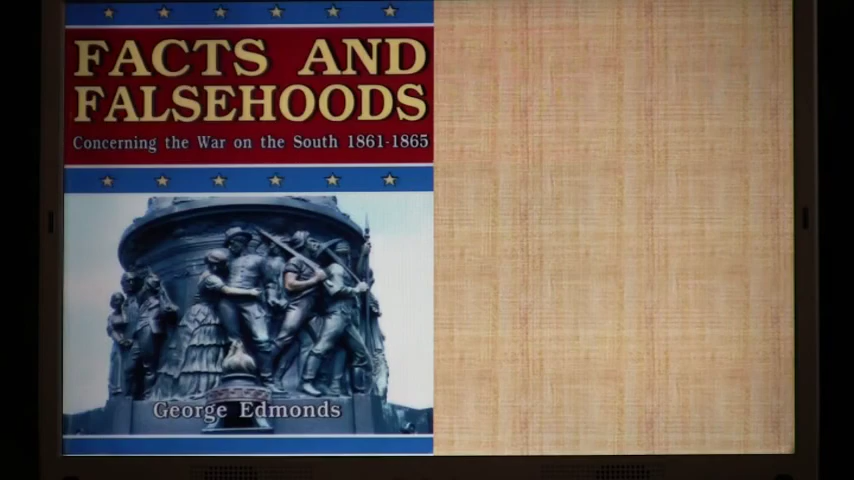 FACTS AND
FALSEHOODS
Concerning the War on the South 1861-1865
George Edmonds